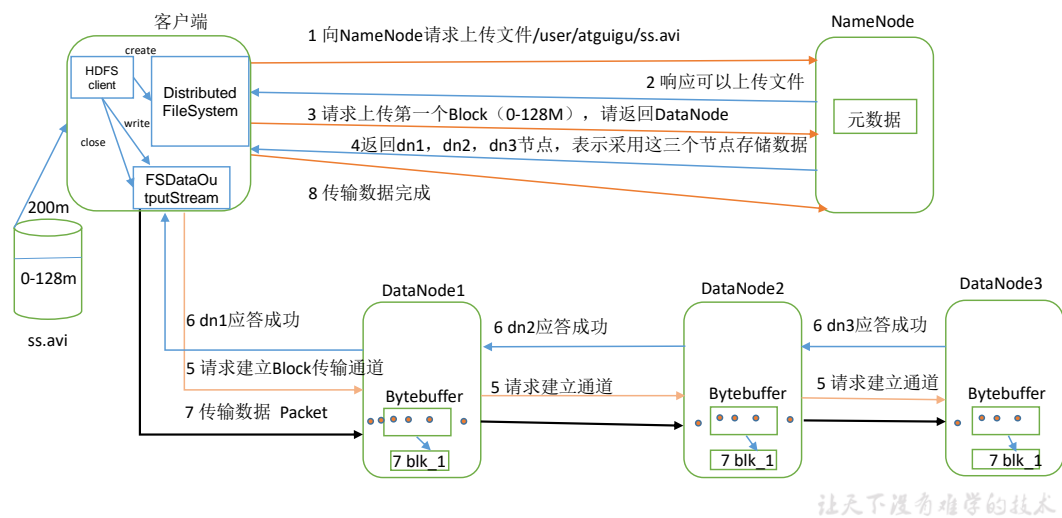 客户端
NameNode
1 向NameNode请求上传文件/user/atguigu/ss.avi
create
HDFS
client
Distributed
FileSystem
2 响应可以上传文件
3 请求上传第一个Block（0-128M），请返回DataNode
元数据
write
close
4返回dn1，dn2，dn3节点，表示采用这三个节点存储数据
FSDataOu
tputStream
8 传输数据完成
200m
0-128m
ss.avi
DataNode1
DataNode2
DataNode3
6 dn1应答成功
6 dn2应答成功
6 dn3应答成功
5 请求建立Block传输通道
5 请求建立通道
5 请求建立通道
Bytebuffer
Bytebuffer
Bytebuffer
7 传输数据 Packet
7 blk_1
7 blk_1
7 blk_1
让天下没有难学的技术